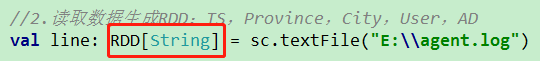 //2.读取数据生成RDD：TS，Province，City，User，AD
val line: RDD[String] = sc.textFile("E:\\agent.log")